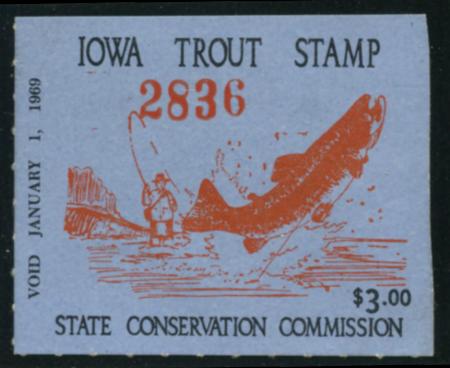 IOWA TROUT STAMP
2836
VOID JANUARY 1, 1969
$3.00
STATE CONSERVATION COMMISSION